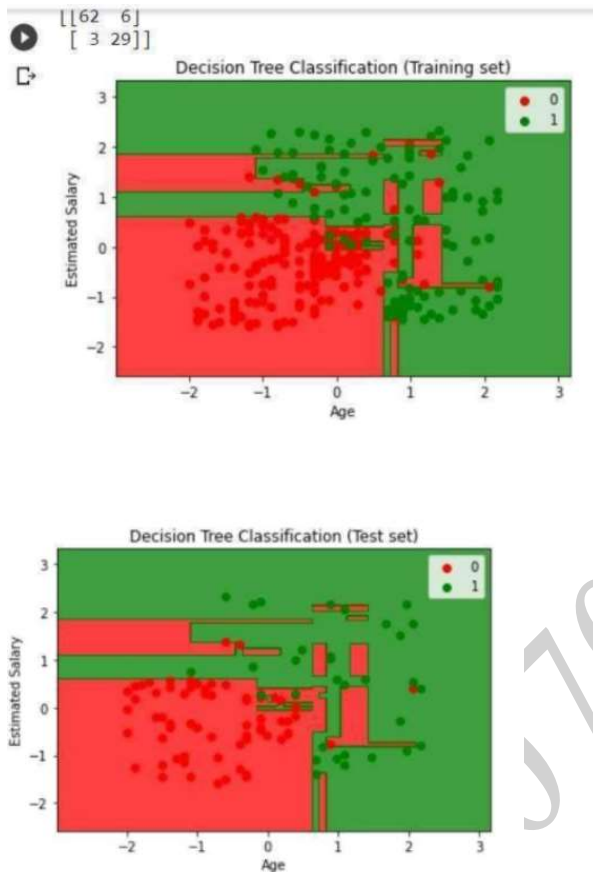 [[62 6]
[ 3 29]]
Decision Tree Classification (Training set)
0
1
3
2
1
0
−1
−2
Estimated Salary
−2 −1 0 1 2 3
Age
Decision Tree Classification (Test set)
0
1
3
2
1
0
−1
−2
Estimated Salary
−2 −1 0 1 2 3
Age